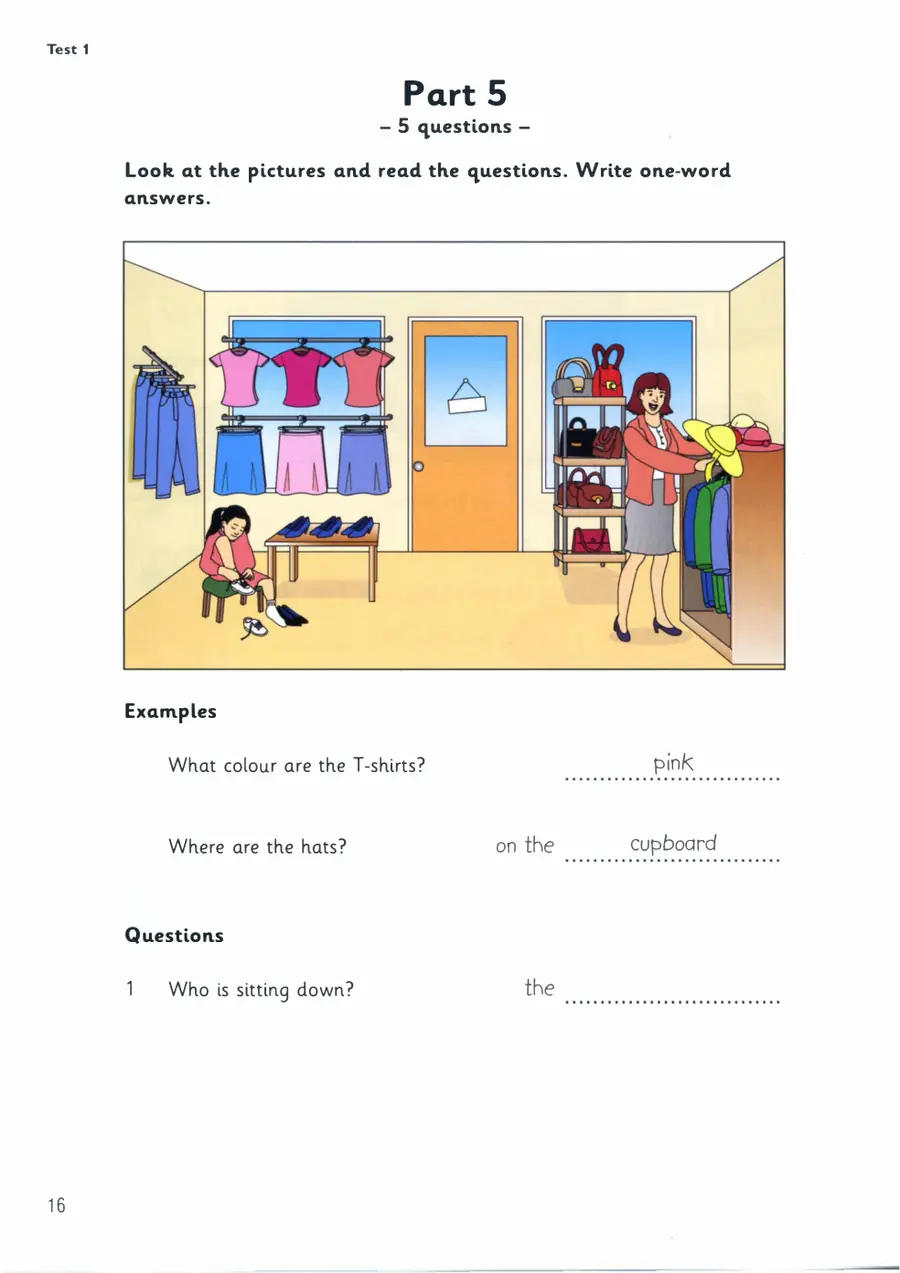 Test 1
Part 5
– 5 questions –
Look at the pictures and read the questions. Write one-word
answers.
Examples
What colour are the T-shirts? pink
Where are the hats? on the cupboard
Questions
1 Who is sitting down? the
16